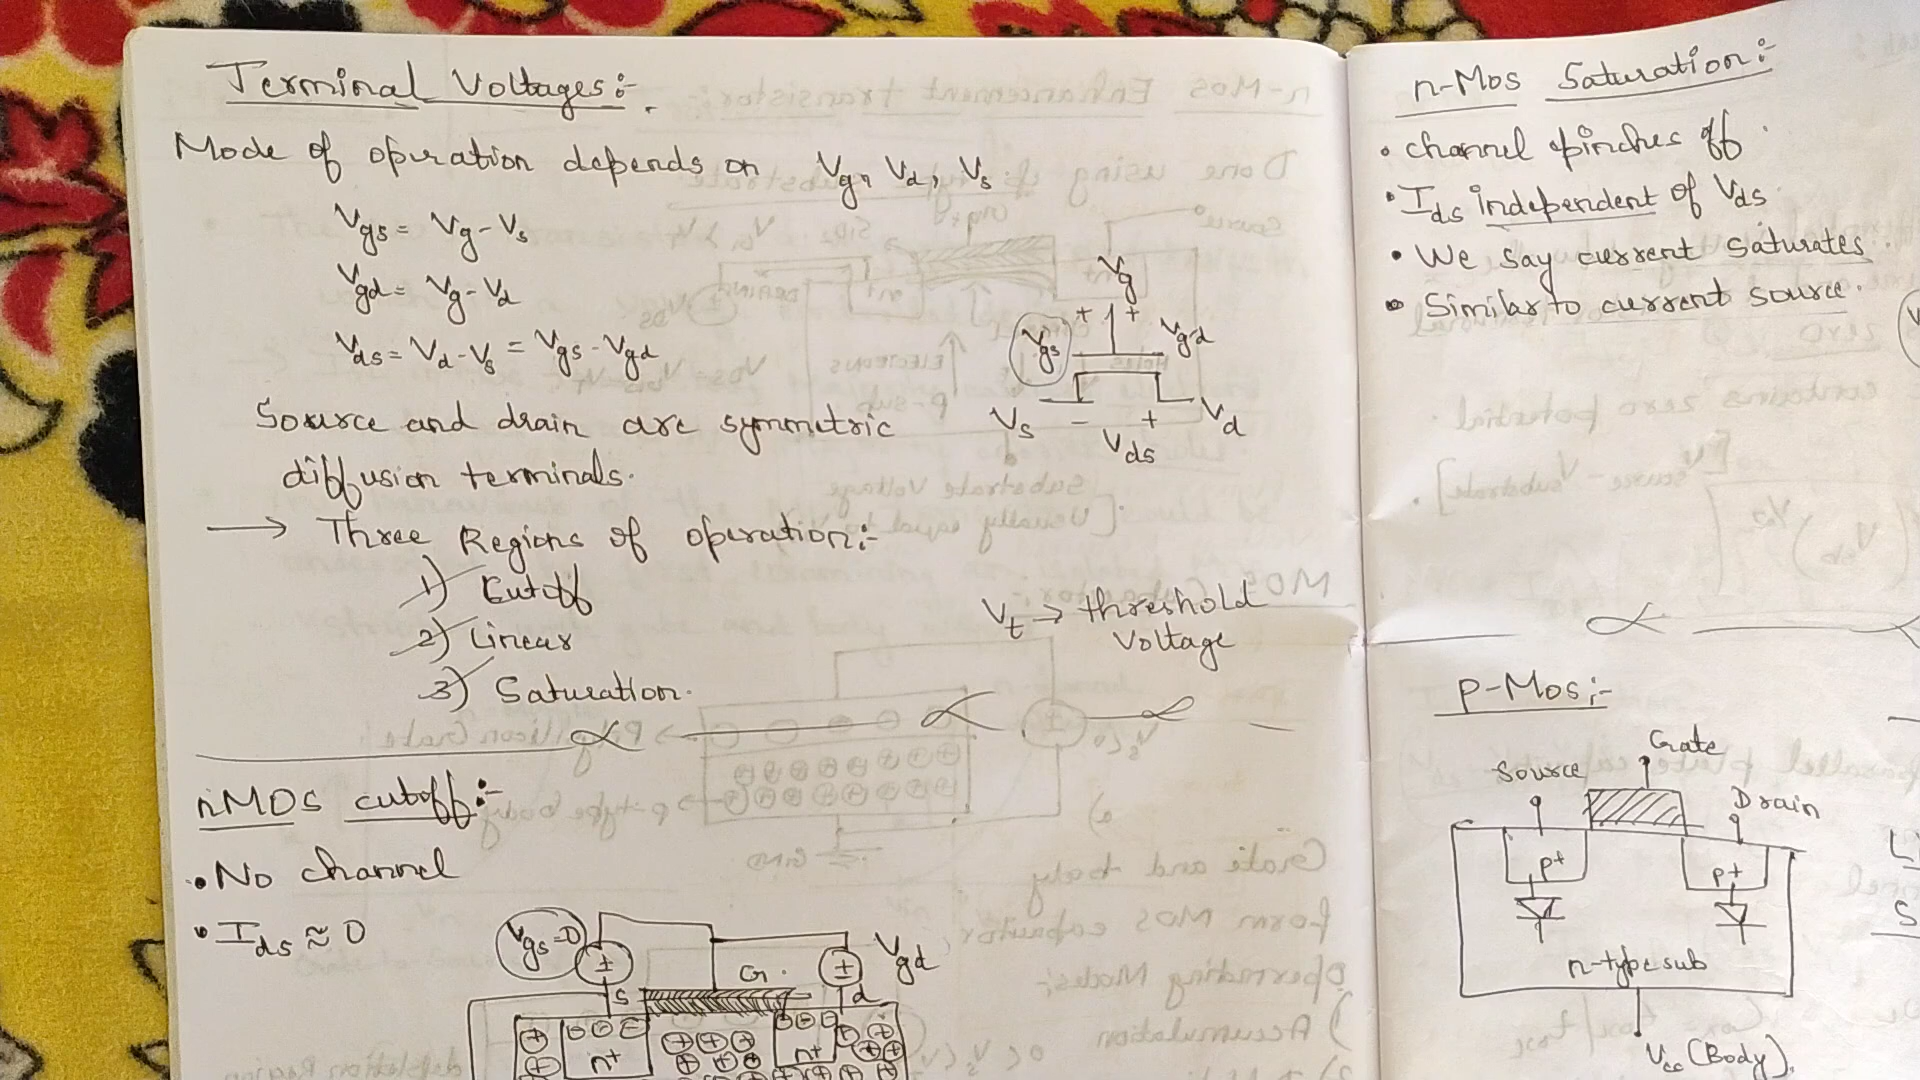 Terminal Voltages:-
Mode of operation depends on Vg, Vd, Vs
Vgs = Vg - Vs
Vgd = Vg - Vd
Vds = Vd - Vs = Vgs - Vgd
Vg
+ +
Vgs
Vgd
Vs - + Vd
Vds
Source and drain are symmetric
diffusion terminals.
→ Three Regions of operation:-
1) Cutoff
2) Linear
3) Saturation.
Vt → threshold
Voltage
nMOS cutoff:-
• No channel
• Ids ≈ 0
Vgs=0
Vgd
G
s
d
n+
n+
n-Mos Saturation:-
• channel pinches off
• Ids independent of Vds
• We say current saturates
• Similar to current source.
p-Mos:-
Gate
Source
Drain
p+
p+
n-type sub
(Body)